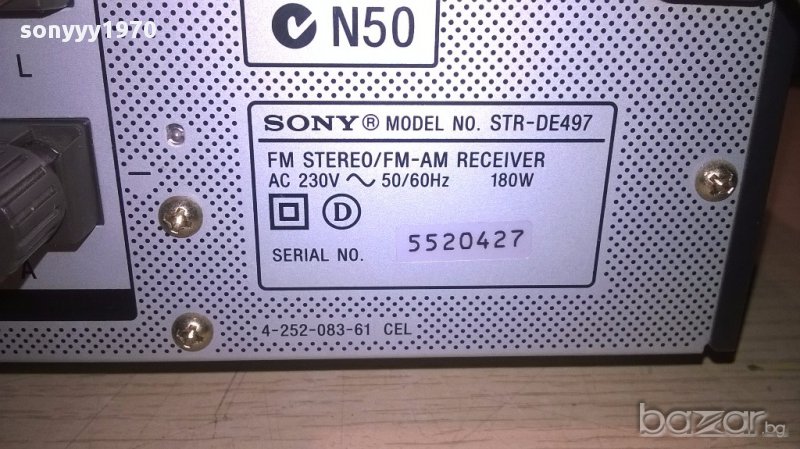 sonyyy1970
N50
L
SONY® MODEL NO. STR-DE497
FM STEREO/FM-AM RECEIVER
AC 230V ~ 50/60Hz 180W
D
SERIAL NO. 5520427
A
4-252-083-61 CEL
bazar.bg